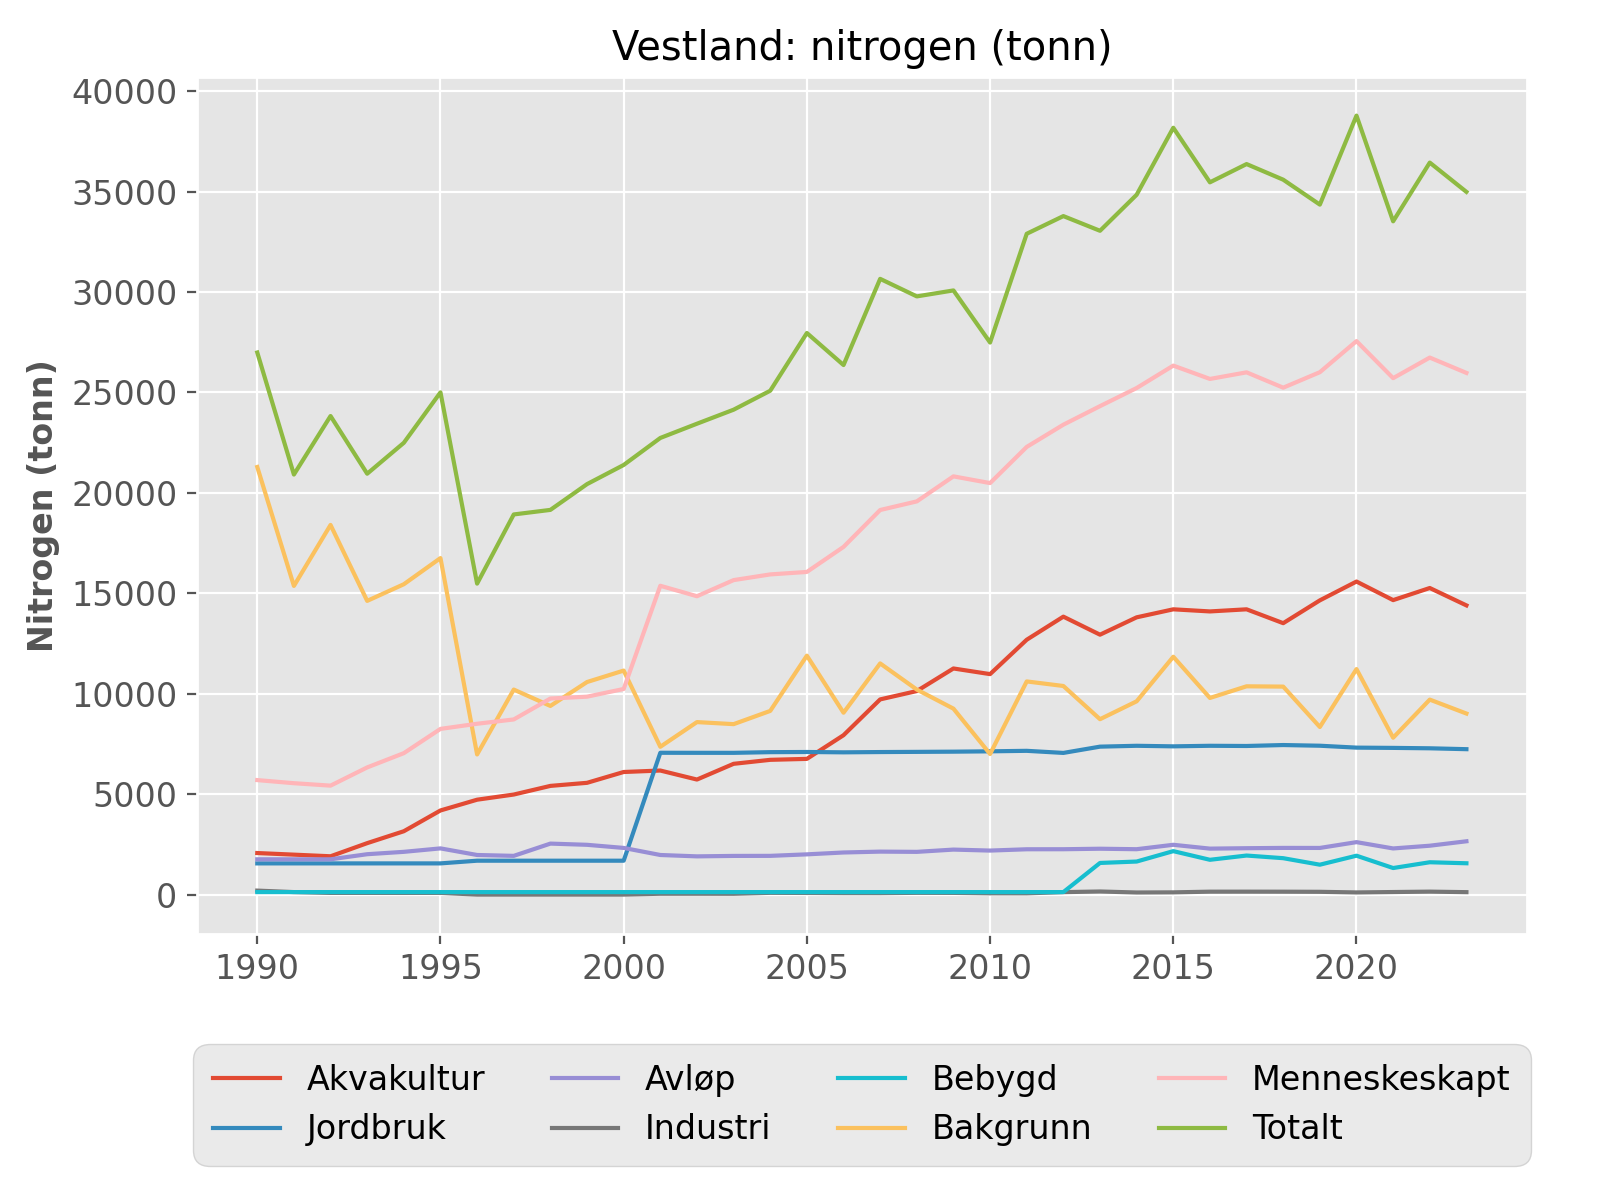 Vestland: nitrogen (tonn)
40000
35000
30000
25000
20000
15000
10000
5000
0
Nitrogen (tonn)
1990 1995 2000 2005 2010 2015 2020
Akvakultur Avløp Bebygd Menneskeskapt
Jordbruk Industri Bakgrunn Totalt